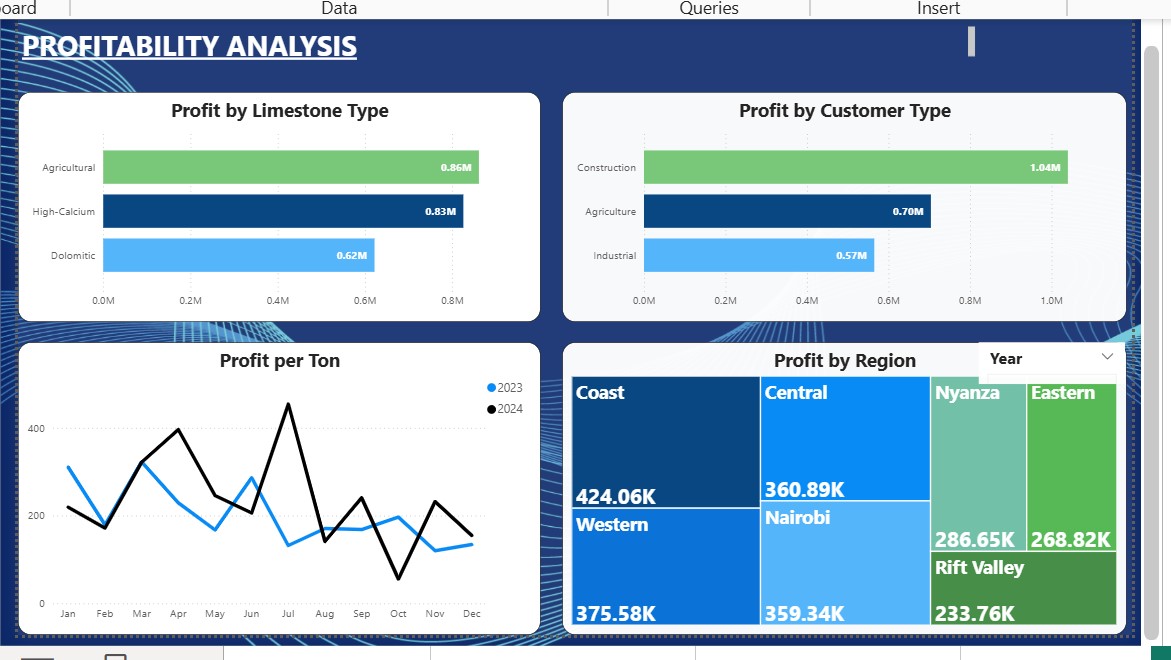 oard
Data
Queries
Insert
PROFITABILITY ANALYSIS
Profit by Limestone Type
Agricultural
0.86M
High-Calcium
0.83M
Dolomitic
0.62M
0.0M 0.2M 0.4M 0.6M 0.8M
Profit by Customer Type
Construction
1.04M
Agriculture
0.70M
Industrial
0.57M
0.0M 0.2M 0.4M 0.6M 0.8M 1.0M
Profit per Ton
2023
2024
400
200
0
Jan Feb Mar Apr May Jun Jul Aug Sep Oct Nov Dec
Profit by Region
Year
Coast
424.06K
Western
375.58K
Central
360.89K
Nairobi
359.34K
Nyanza
286.65K
Eastern
268.82K
Rift Valley
233.76K